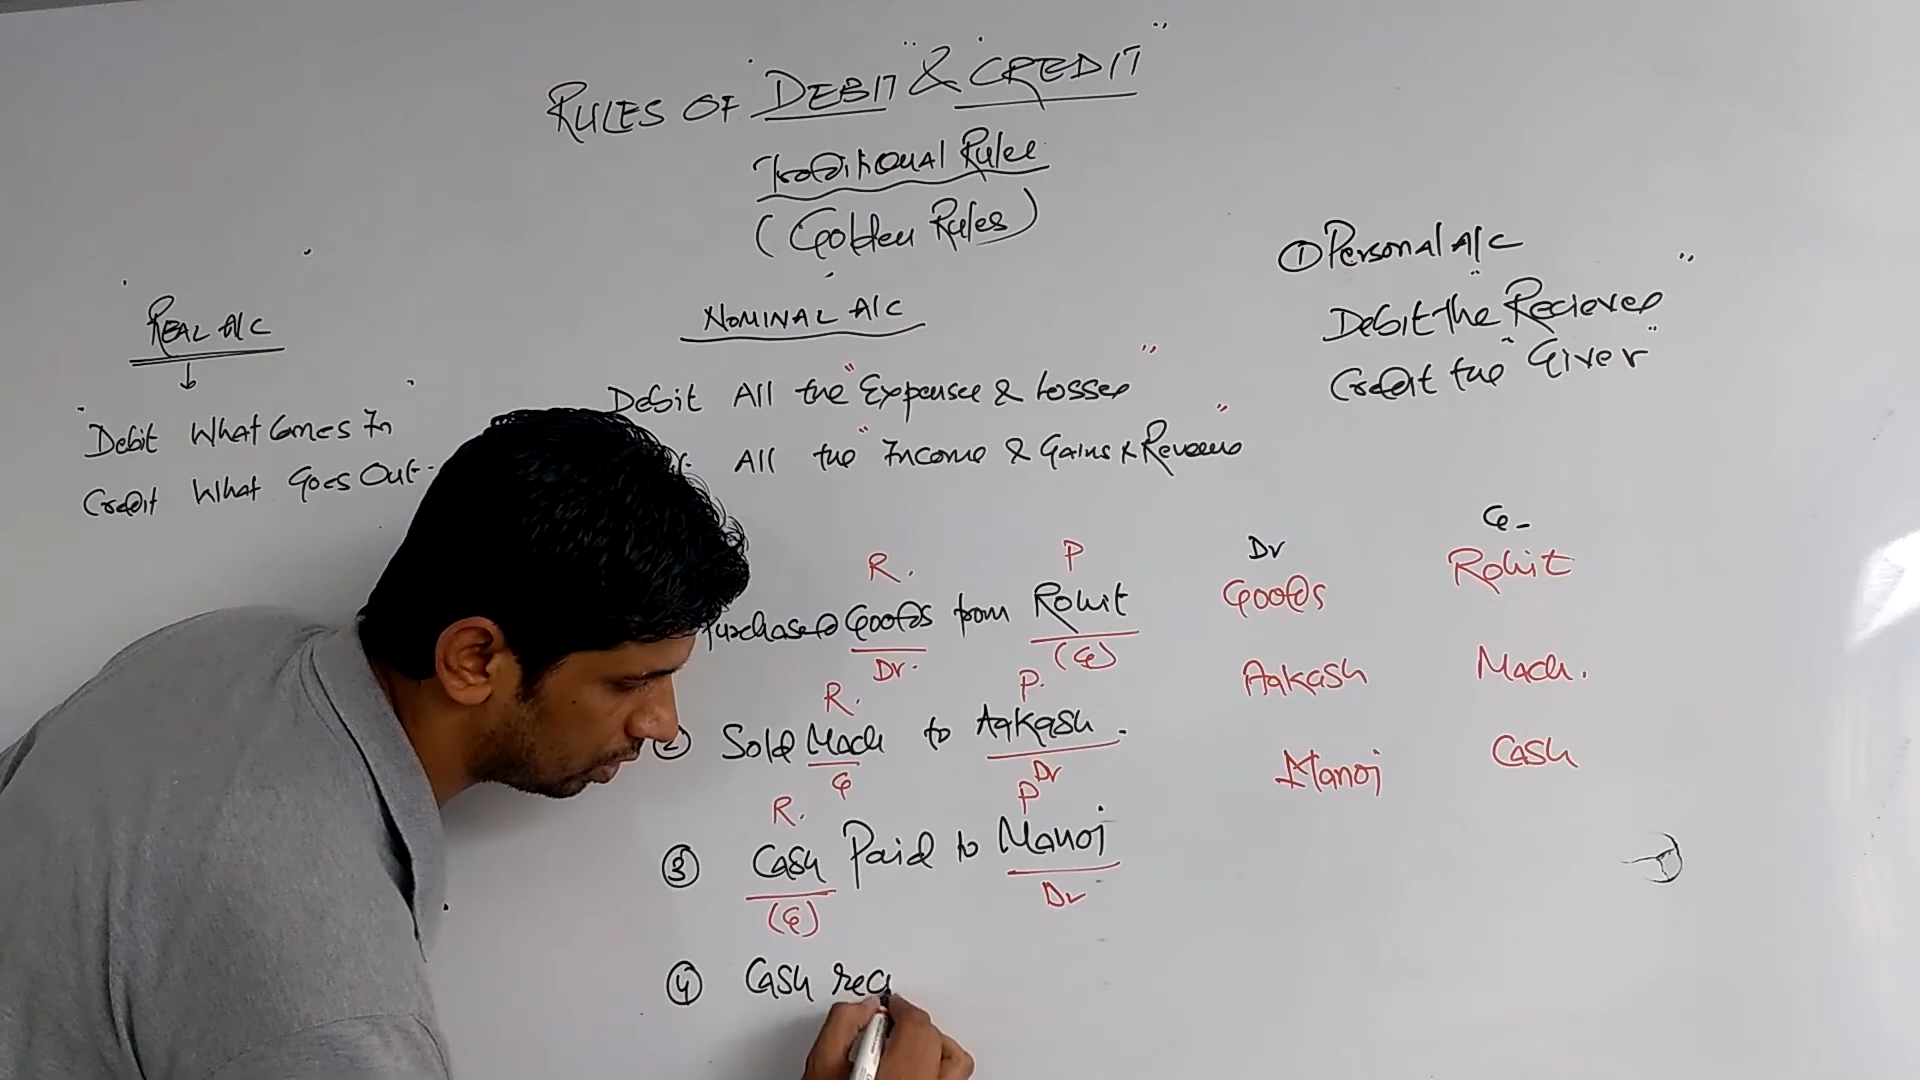 RULES OF "DEBIT" & "CREDIT"
Traditional Rules
(Golden Rules)
REAL A/C
"Debit What Comes In"
Credit What Goes Out.
NOMINAL A/C
Debit All the "Expenses & Losses"
All the "Income & Gains & Revenue"
① Personal A/C
Debit the "Reciever"
Credit the "Giver"
Dr Cr
R. P
Purchased Goods from Rohit Goods Rohit
Dr. (Cr)
R. P.
② Sold Mach to Aakash. Aakash Mach.
Cr Dr
R. P
③ Cash Paid to Manoj Manoj Cash
(Cr) Dr
④ Cash rec